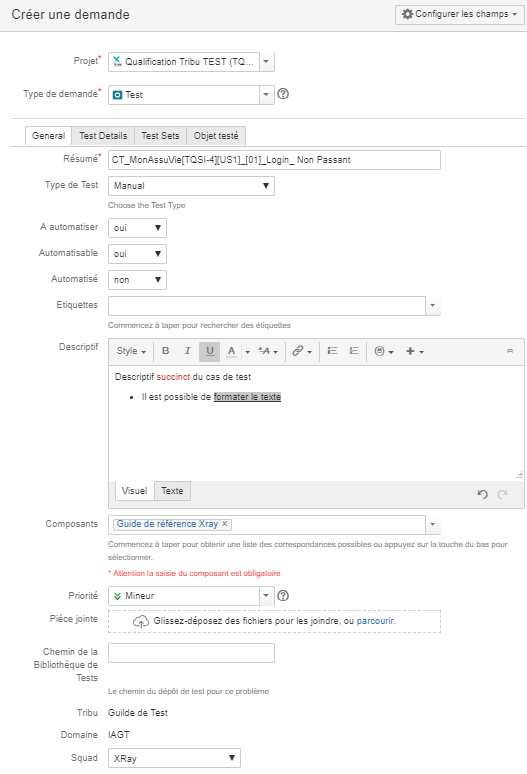 Créer une demande
Configurer les champs
Projet*
Qualification Tribu TEST (TQ...
Type de demande*
Test
General
Test Details
Test Sets
Objet testé
Résumé*
CT_MonAssuVie[TQSI-4][US1]_[01]_Login_ Non Passant
Type de Test
Manual
Choose the Test Type
A automatiser
oui
Automatisable
oui
Automatisé
non
Etiquettes
Commencez à taper pour rechercher des étiquettes
Descriptif
Style B I U A
Descriptif succinct du cas de test
• Il est possible de formater le texte
Visuel
Texte
Composants
Guide de référence Xray ×
Commencez à taper pour obtenir une liste des correspondances possibles ou appuyez sur la touche du bas pour
sélectionner.
* Attention la saisie du composant est obligatoire
Priorité
Mineur
Pièce jointe
Glissez-déposez des fichiers pour les joindre, ou parcourir.
Chemin de la
Bibliothèque de
Tests
Le chemin du dépôt de test pour ce problème
Tribu
Guilde de Test
Domaine
IAGT
Squad
XRay